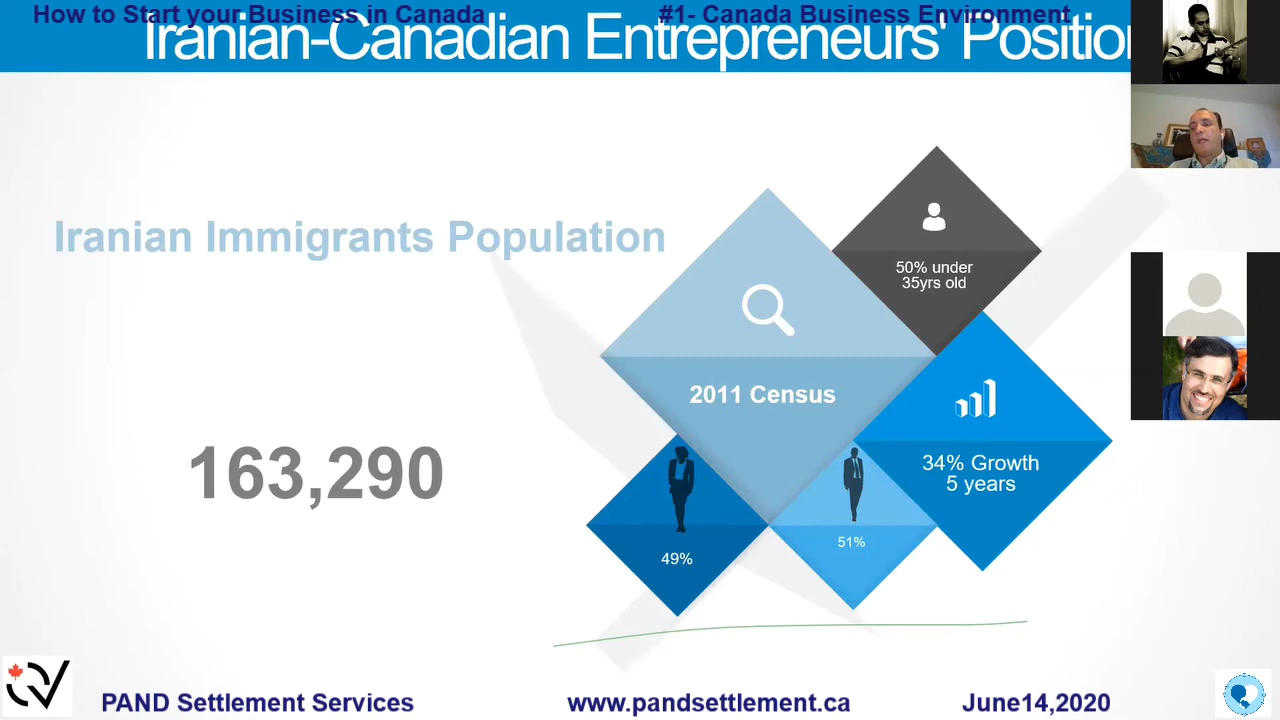 How to Start your Business in Canada
#1- Canada Business Environment
Iranian-Canadian Entrepreneurs' Position
50% under
35yrs old
Iranian Immigrants Population
2011 Census
34% Growth
5 years
163,290
49%
51%
PAND Settlement Services
www.pandsettlement.ca
June14,2020